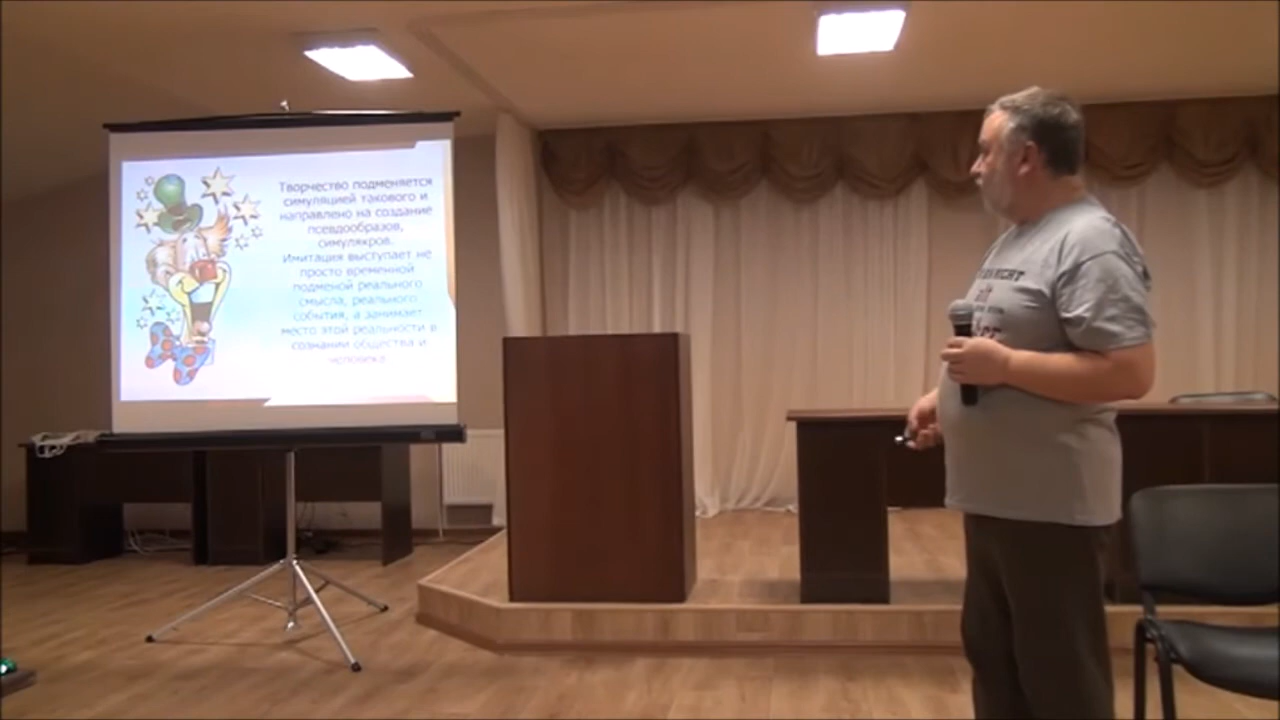 Творчество подменяется
симуляцией такового и
направлено на создание
псевдообразов,
симулякров.
Имитация выступает не
просто временной
подменой реального
смысла, реального
события, а занимает
место этой реальности в
сознании общества и
человека